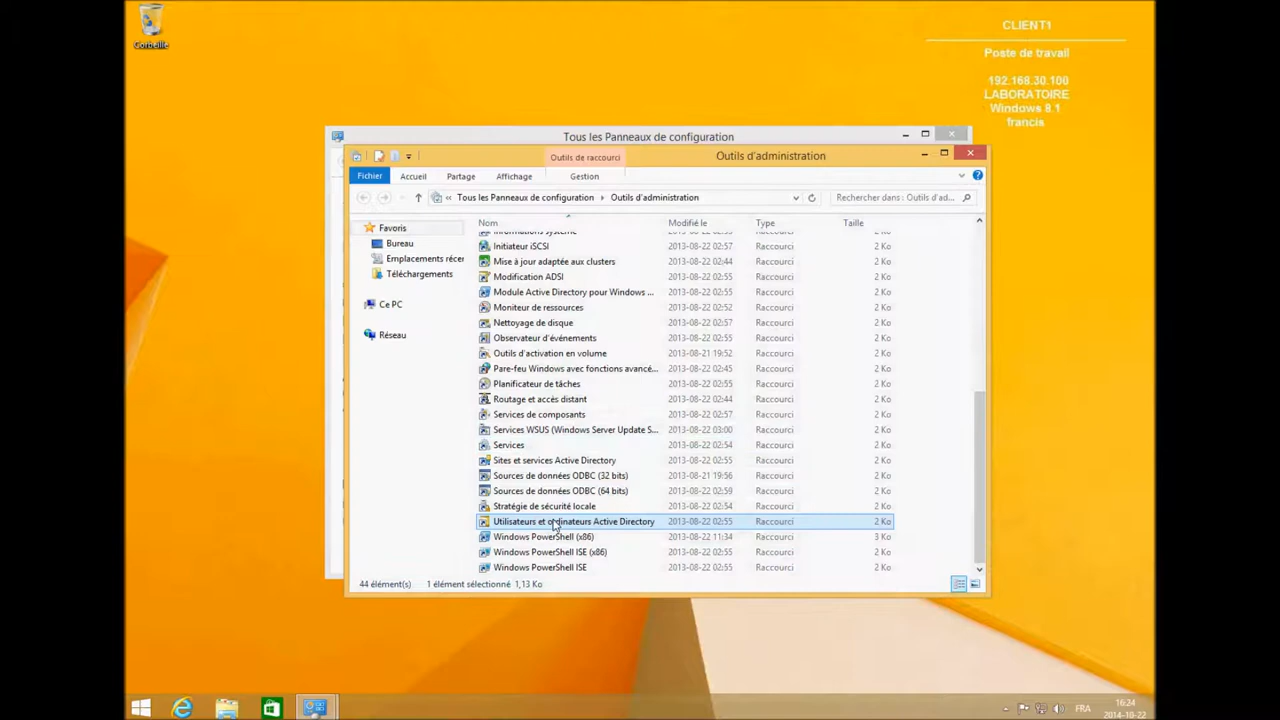 Corbeille
CLIENT1
Poste de travail
192.168.30.100
LABORATOIRE
Windows 8.1
francis
Tous les Panneaux de configuration
Outils de raccourci
Outils d'administration
Fichier Accueil Partage Affichage Gestion
« Tous les Panneaux de configuration Outils d'administration Rechercher dans : Outils d'ad...
Nom Modifié le Type Taille
Favoris
Bureau
Emplacements récer
Téléchargements
Ce PC
Réseau
Informations système Raccourci 2 Ko
Initiateur iSCSI 2013-08-22 02:57 Raccourci 2 Ko
Mise à jour adaptée aux clusters 2013-08-22 02:44 Raccourci 2 Ko
Modification ADSI 2013-08-22 02:55 Raccourci 2 Ko
Module Active Directory pour Windows ... 2013-08-22 02:55 Raccourci 2 Ko
Moniteur de ressources 2013-08-22 02:52 Raccourci 2 Ko
Nettoyage de disque 2013-08-22 02:57 Raccourci 2 Ko
Observateur d'événements 2013-08-22 02:55 Raccourci 2 Ko
Outils d'activation en volume 2013-08-21 19:52 Raccourci 2 Ko
Pare-feu Windows avec fonctions avancé... 2013-08-22 02:45 Raccourci 2 Ko
Planificateur de tâches 2013-08-22 02:55 Raccourci 2 Ko
Routage et accès distant 2013-08-22 02:44 Raccourci 2 Ko
Services de composants 2013-08-22 02:57 Raccourci 2 Ko
Services WSUS (Windows Server Update S... 2013-08-22 03:00 Raccourci 2 Ko
Services 2013-08-22 02:54 Raccourci 2 Ko
Sites et services Active Directory 2013-08-22 02:55 Raccourci 2 Ko
Sources de données ODBC (32 bits) 2013-08-21 19:56 Raccourci 2 Ko
Sources de données ODBC (64 bits) 2013-08-22 02:59 Raccourci 2 Ko
Stratégie de sécurité locale 2013-08-22 02:54 Raccourci 2 Ko
Utilisateurs et ordinateurs Active Directory 2013-08-22 02:55 Raccourci 2 Ko
Windows PowerShell (x86) 2013-08-22 11:34 Raccourci 3 Ko
Windows PowerShell ISE (x86) 2013-08-22 02:55 Raccourci 2 Ko
Windows PowerShell ISE 2013-08-22 02:55 Raccourci 2 Ko
44 élément(s) 1 élément sélectionné 1,13 Ko
FRA
16:24
2014-10-22